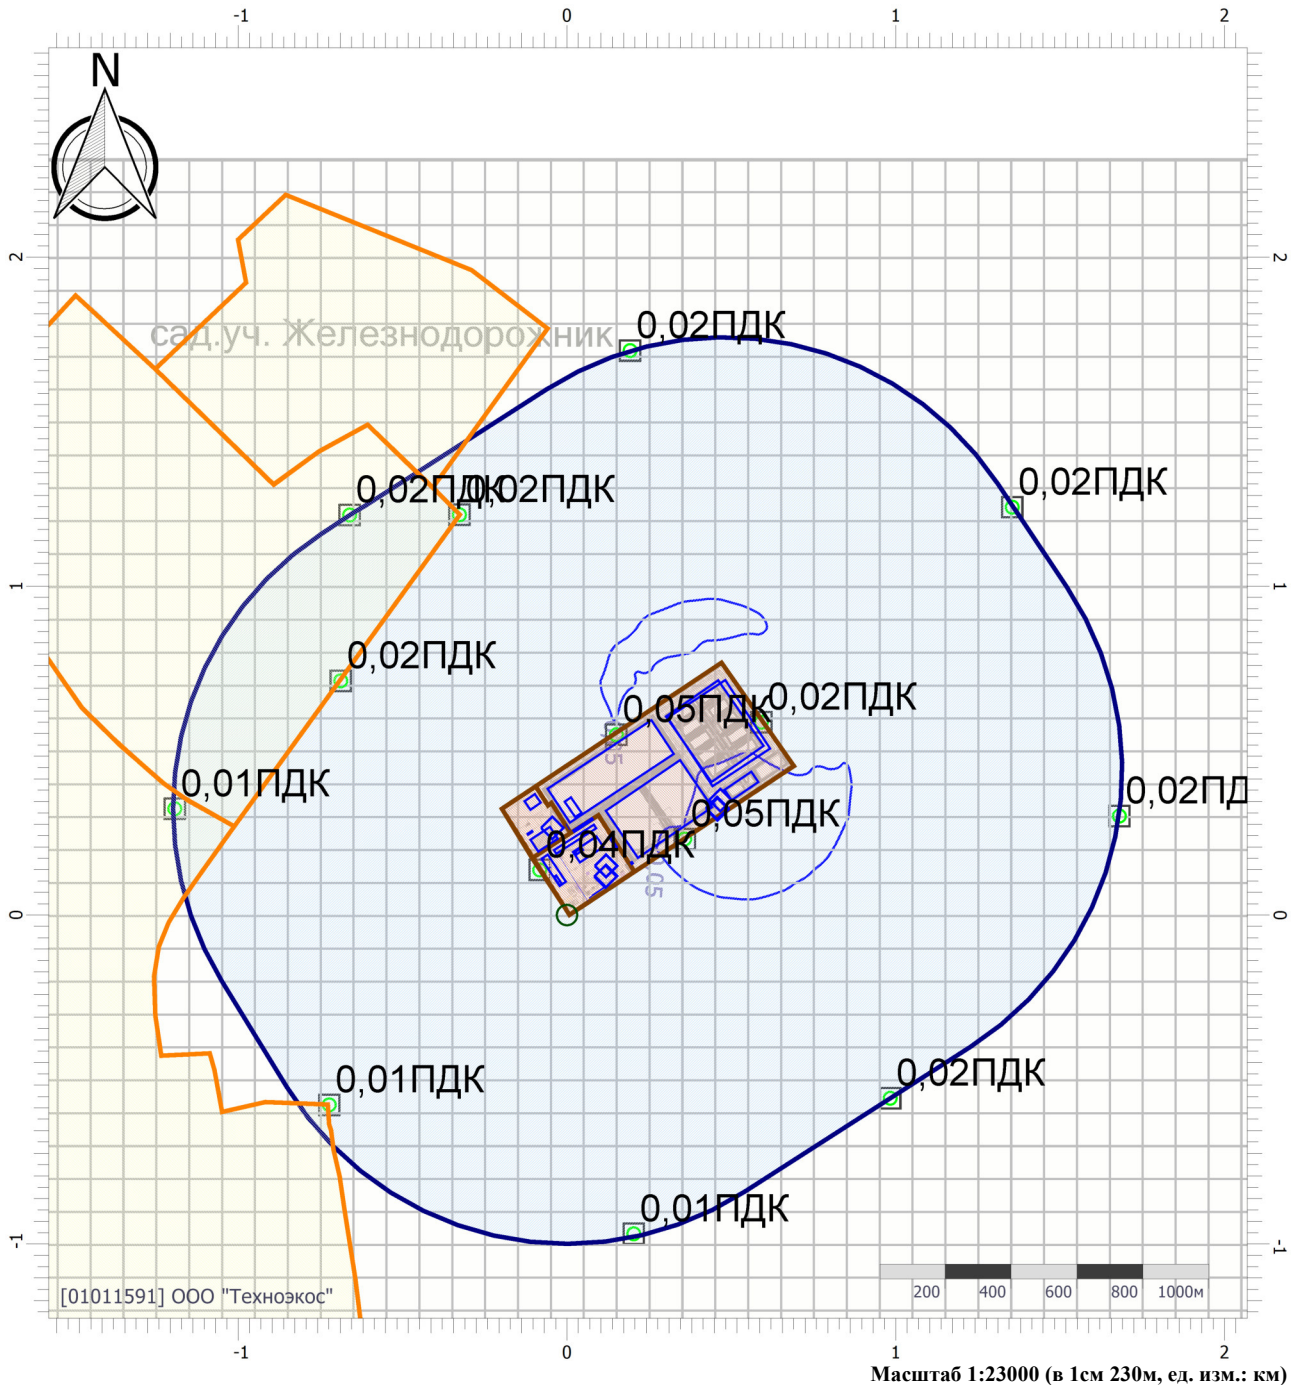 -1 0 1 2
N
2 2
сад.уч. Железнодорожник
0,02ПДК
0,02ПДК
0,02ПДК 0,02ПДК
1 1
0,02ПДК
0,05ПДК 0,02ПДК
0,01ПДК
0,02ПД
0,05ПДК
0,04ПДК
0,05
0 0
0,01ПДК
0,02ПДК
0,01ПДК
-1 -1
200 400 600 800 1000м
[01011591] ООО "Техноэкос"
-1 0 1 2
Масштаб 1:23000 (в 1см 230м, ед. изм.: км)